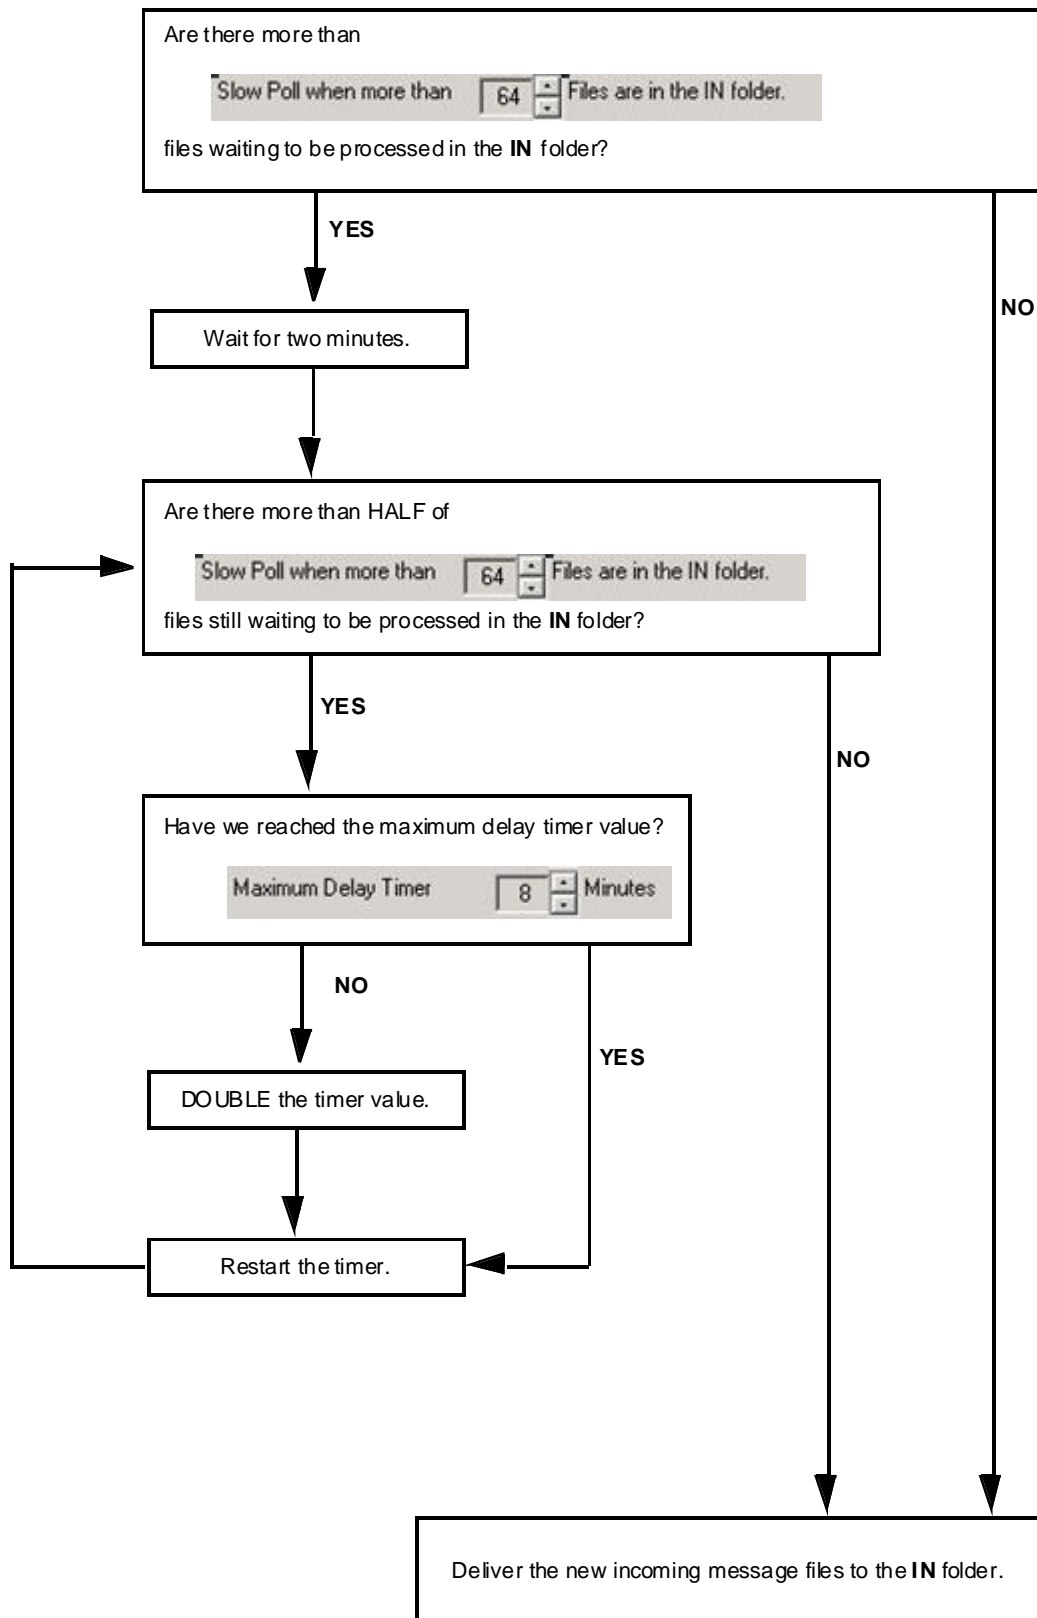 Are there more than
Slow Poll when more than 64 Files are in the IN folder.
files waiting to be processed in the IN folder?
YES
NO
Wait for two minutes.
Are there more than HALF of
Slow Poll when more than 64 Files are in the IN folder.
files still waiting to be processed in the IN folder?
YES
NO
Have we reached the maximum delay timer value?
Maximum Delay Timer 8 Minutes
NO
YES
DOUBLE the timer value.
Restart the timer.
Deliver the new incoming message files to the IN folder.